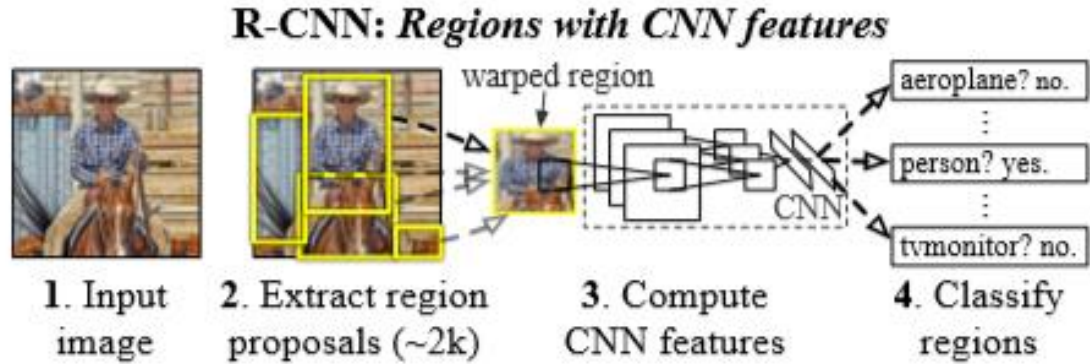 R-CNN: Regions with CNN features
warped region
aeroplane? no.
person? yes.
tvmonitor? no.
CNN
1. Input
image
2. Extract region
proposals (~2k)
3. Compute
CNN features
4. Classify
regions